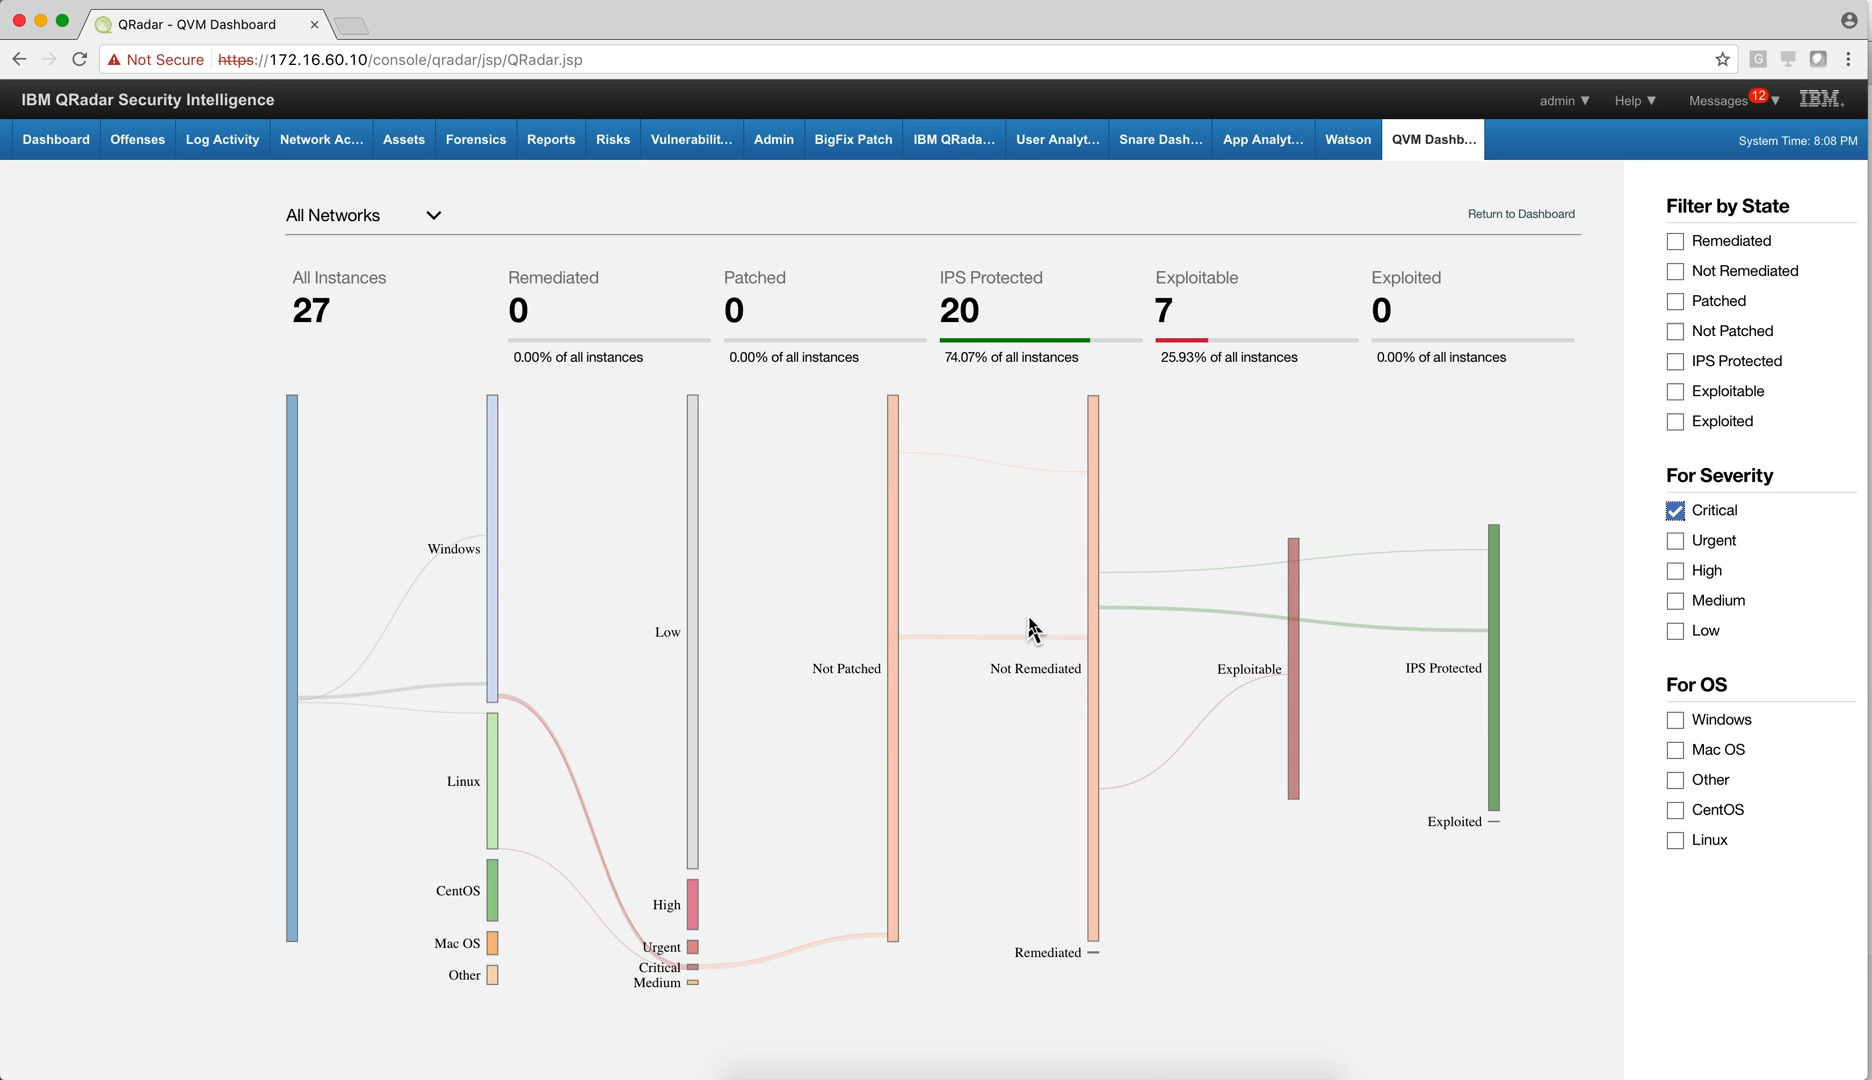 QRadar - QVM Dashboard
Not Secure https://172.16.60.10/console/qradar/jsp/QRadar.jsp
G
IBM QRadar Security Intelligence
admin ▼ Help ▼ Messages 12 ▼ IBM
Dashboard Offenses Log Activity Network Ac... Assets Forensics Reports Risks Vulnerabilit... Admin BigFix Patch IBM QRada... User Analyt... Snare Dash... App Analyt... Watson QVM Dashb... System Time: 8:08 PM
All Networks
Return to Dashboard
All Instances
27
Remediated
0
0.00% of all instances
Patched
0
0.00% of all instances
IPS Protected
20
74.07% of all instances
Exploitable
7
25.93% of all instances
Exploited
0
0.00% of all instances
Windows
Linux
CentOS
Mac OS
Other
Low
High
Urgent
Critical
Medium
Not Patched
Not Remediated
Remediated
Exploitable
IPS Protected
Exploited
Filter by State
Remediated
Not Remediated
Patched
Not Patched
IPS Protected
Exploitable
Exploited
For Severity
Critical
Urgent
High
Medium
Low
For OS
Windows
Mac OS
Other
CentOS
Linux